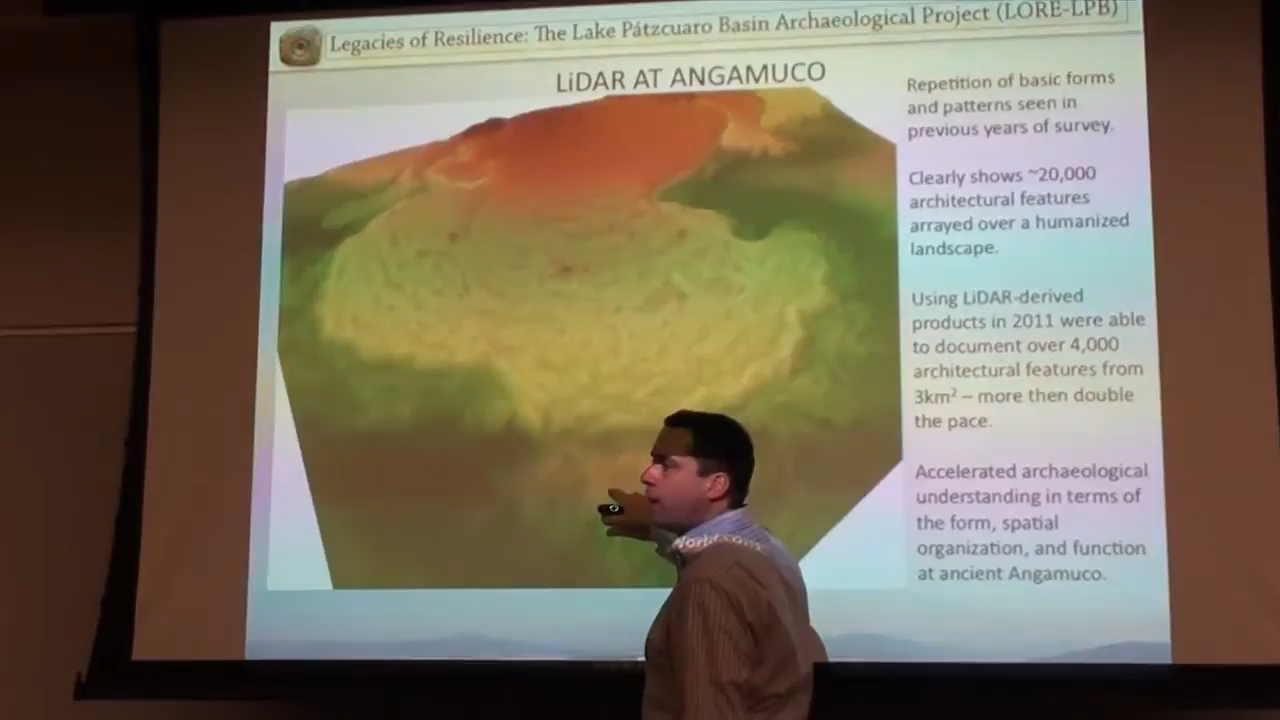 Legacies of Resilience: The Lake Pátzcuaro Basin Archaeological Project (LORE-LPB)
LiDAR AT ANGAMUCO
Repetition of basic forms
and patterns seen in
previous years of survey.
Clearly shows ~20,000
architectural features
arrayed over a humanized
landscape.
Using LiDAR-derived
products in 2011 were able
to document over 4,000
architectural features from
3km² – more then double
the pace.
Accelerated archaeological
understanding in terms of
the form, spatial
organization, and function
at ancient Angamuco.
World.com